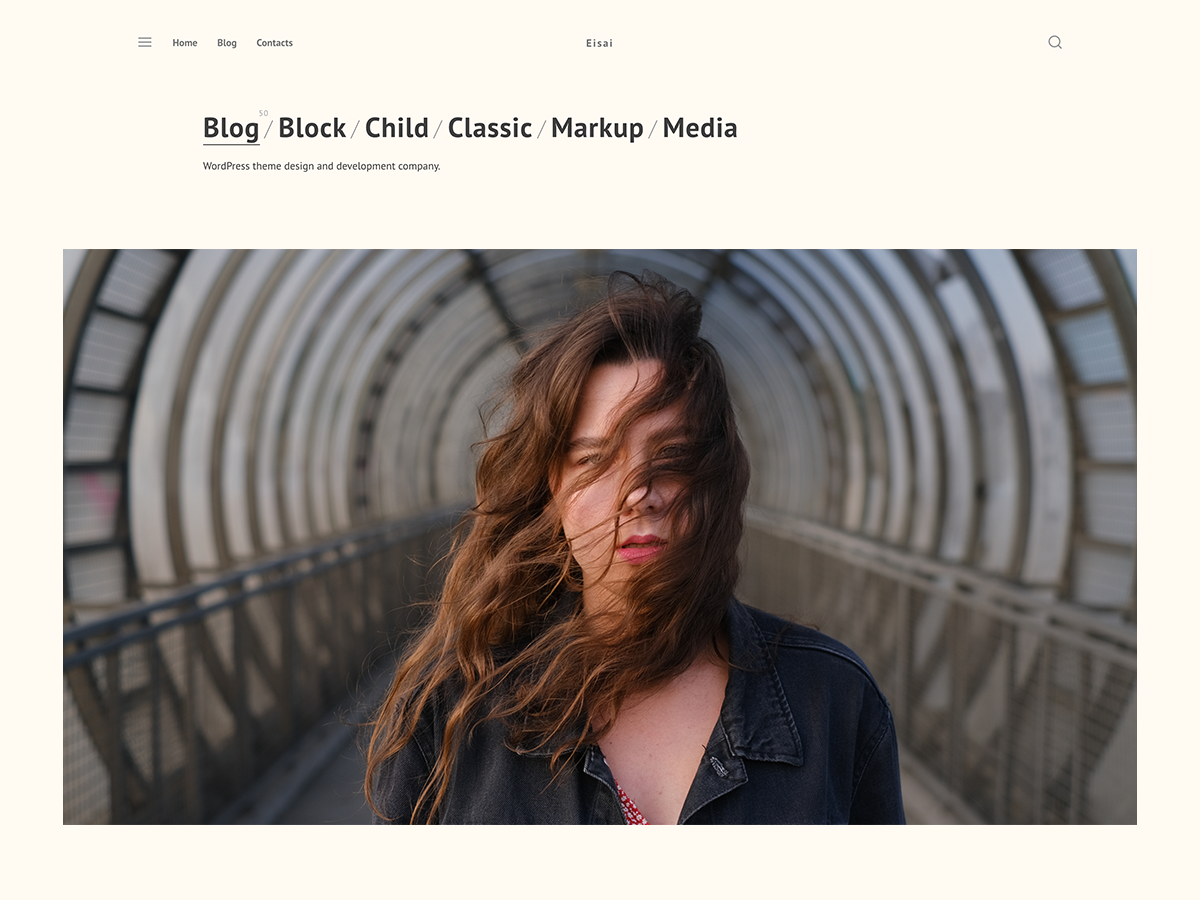 Home Blog Contacts Eisai
Blog 50 / Block / Child / Classic / Markup / Media
WordPress theme design and development company.